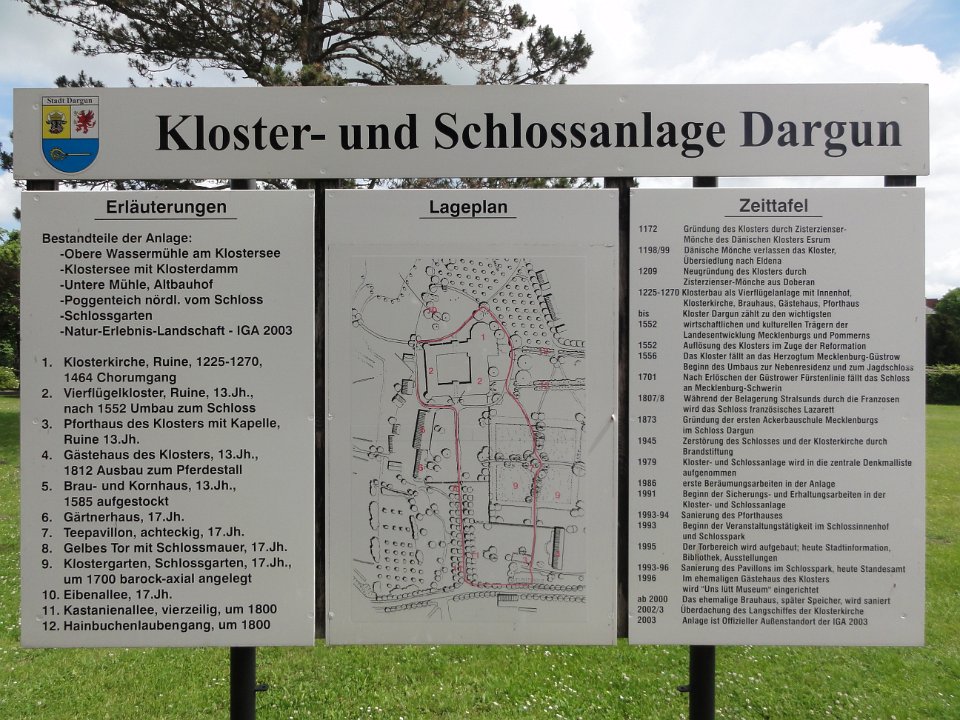 Stadt Dargun
Kloster- und Schlossanlage Dargun
Erläuterungen
Bestandteile der Anlage:
-Obere Wassermühle am Klostersee
-Klostersee mit Klosterdamm
-Untere Mühle, Altbauhof
-Poggenteich nördl. vom Schloss
-Schlossgarten
-Natur-Erlebnis-Landschaft - IGA 2003
1. Klosterkirche, Ruine, 1225-1270,
1464 Chorumgang
2. Vierflügelkloster, Ruine, 13.Jh.,
nach 1552 Umbau zum Schloss
3. Pforthaus des Klosters mit Kapelle,
Ruine 13.Jh.
4. Gästehaus des Klosters, 13.Jh.,
1812 Ausbau zum Pferdestall
5. Brau- und Kornhaus, 13.Jh.,
1585 aufgestockt
6. Gärtnerhaus, 17.Jh.
7. Teepavillon, achteckig, 17.Jh.
8. Gelbes Tor mit Schlossmauer, 17.Jh.
9. Klostergarten, Schlossgarten, 17.Jh.,
um 1700 barock-axial angelegt
10. Eibenallee, 17.Jh.
11. Kastanienallee, vierzeilig, um 1800
12. Hainbuchenlaubengang, um 1800
Lageplan
1
2
2
9
9
9
Zeittafel
1172 Gründung des Klosters durch Zisterzienser-
Mönche des Dänischen Klosters Esrum
1198/99 Dänische Mönche verlassen das Kloster,
Übersiedlung nach Eldena
1209 Neugründung des Klosters durch
Zisterzienser-Mönche aus Doberan
1225-1270 Klosterbau als Vierflügelanlage mit Innenhof,
Klosterkirche, Brauhaus, Gästehaus, Pforthaus
bis Kloster Dargun zählt zu den wichtigsten
1552 wirtschaftlichen und kulturellen Trägern der
Landesentwicklung Mecklenburgs und Pommerns
1552 Auflösung des Klosters im Zuge der Reformation
1556 Das Kloster fällt an das Herzogtum Mecklenburg-Güstrow
Beginn des Umbaus zur Nebenresidenz und zum Jagdschloss
1701 Nach Erlöschen der Güstrower Fürstenlinie fällt das Schloss
an Mecklenburg-Schwerin
1807/8 Während der Belagerung Stralsunds durch die Franzosen
wird das Schloss französisches Lazarett
1873 Gründung der ersten Ackerbauschule Mecklenburgs
im Schloss Dargun
1945 Zerstörung des Schlosses und der Klosterkirche durch
Brandstiftung
1979 Kloster- und Schlossanlage wird in die zentrale Denkmalliste
aufgenommen
1986 erste Beräumungsarbeiten in der Anlage
1991 Beginn der Sicherungs- und Erhaltungsarbeiten in der
Kloster- und Schlossanlage
1993-94 Sanierung des Pforthauses
1993 Beginn der Veranstaltungstätigkeit im Schlossinnenhof
und Schlosspark
1995 Der Torbereich wird aufgebaut; heute Stadtinformation,
Bibliothek, Ausstellungen
1993-96 Sanierung des Pavillons im Schlosspark, heute Standesamt
1996 Im ehemaligen Gästehaus des Klosters
wird "Uns lütt Museum" eingerichtet
ab 2000 Das ehemalige Brauhaus, später Speicher, wird saniert
2002/3 Überdachung des Langschiffes der Klosterkirche
2003 Anlage ist Offizieller Außenstandort der IGA 2003